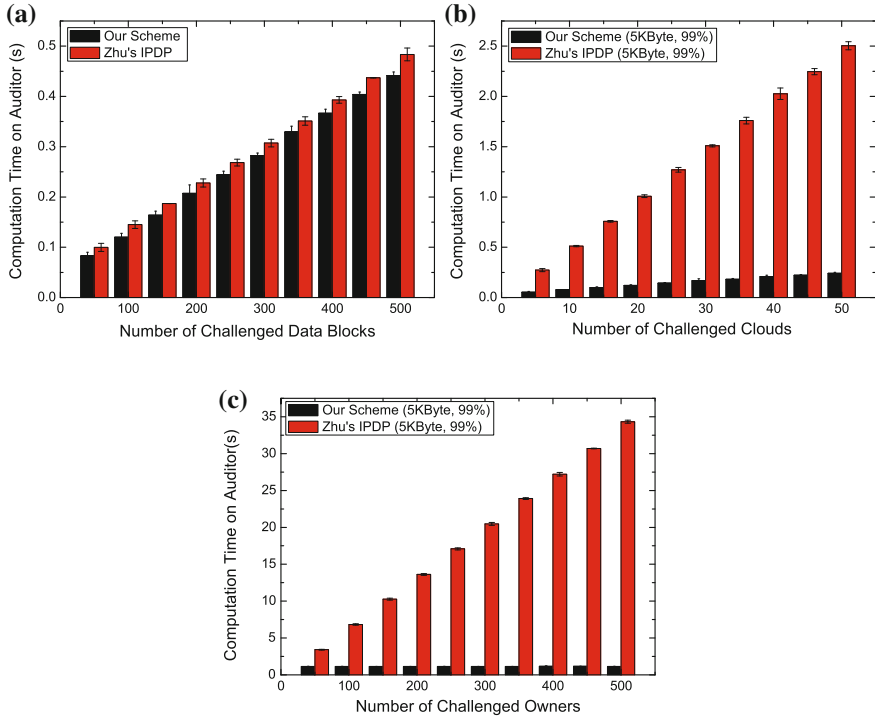 (a)
Our Scheme
Zhu's IPDP
Computation Time on Auditor (s)
0.5
0.4
0.3
0.2
0.1
0.0
0 100 200 300 400 500
Number of Challenged Data Blocks
(b)
Our Scheme (5KByte, 99%)
Zhu's IPDP (5KByte, 99%)
Computation Time on Auditor (s)
2.5
2.0
1.5
1.0
0.5
0.0
0 10 20 30 40 50
Number of Challenged Clouds
(c)
Our Scheme (5KByte, 99%)
Zhu's IPDP (5KByte, 99%)
Computation Time on Auditor(s)
35
30
25
20
15
10
5
0
0 100 200 300 400 500
Number of Challenged Owners